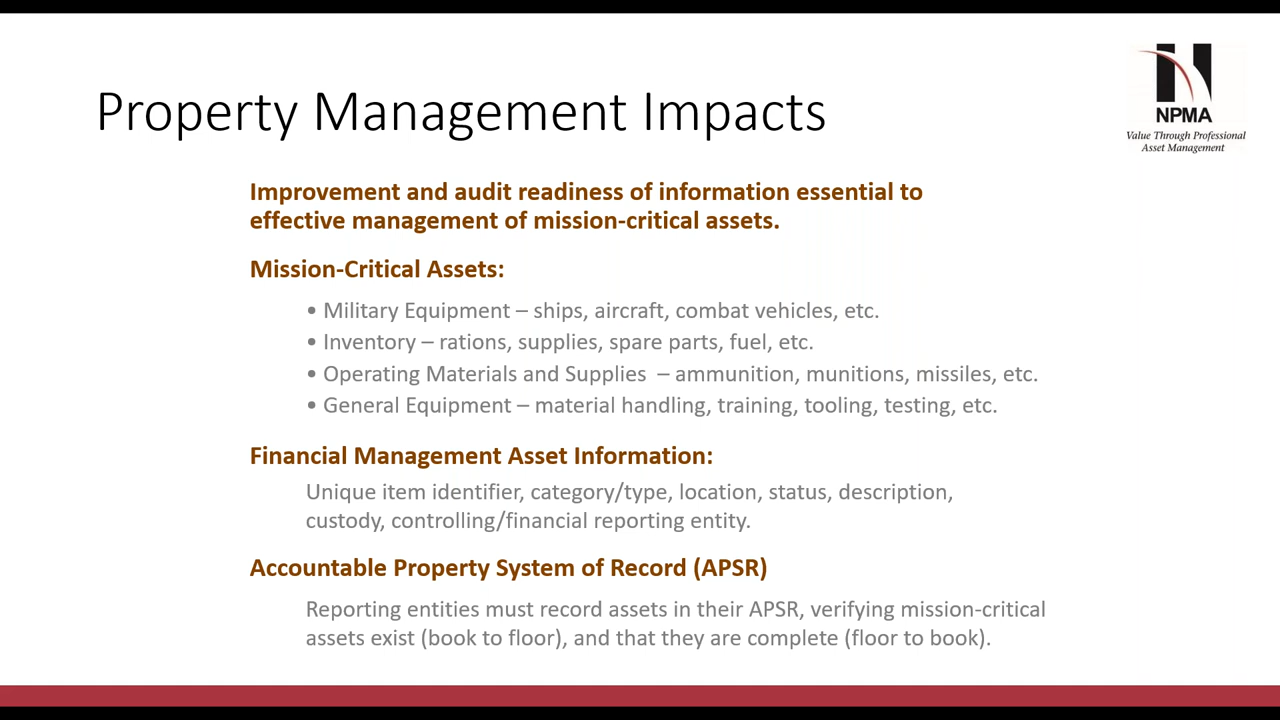 Property Management Impacts
NPMA
Value Through Professional
Asset Management
Improvement and audit readiness of information essential to
effective management of mission-critical assets.
Mission-Critical Assets:
• Military Equipment – ships, aircraft, combat vehicles, etc.
• Inventory – rations, supplies, spare parts, fuel, etc.
• Operating Materials and Supplies – ammunition, munitions, missiles, etc.
• General Equipment – material handling, training, tooling, testing, etc.
Financial Management Asset Information:
Unique item identifier, category/type, location, status, description,
custody, controlling/financial reporting entity.
Accountable Property System of Record (APSR)
Reporting entities must record assets in their APSR, verifying mission-critical
assets exist (book to floor), and that they are complete (floor to book).